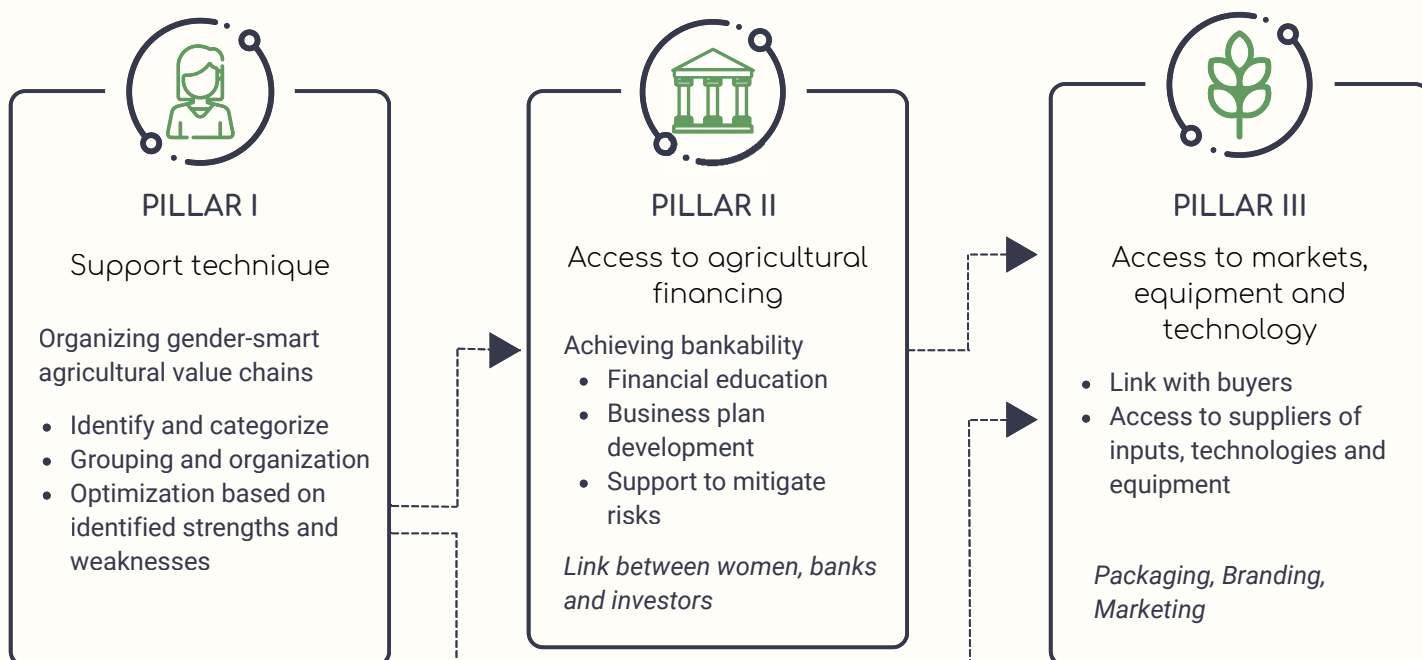 PILLAR I
Support technique
Organizing gender-smart
agricultural value chains
• Identify and categorize
• Grouping and organization
• Optimization based on
identified strengths and
weaknesses
PILLAR II
Access to agricultural
financing
Achieving bankability
• Financial education
• Business plan
development
• Support to mitigate
risks
Link between women, banks
and investors
PILLAR III
Access to markets,
equipment and
technology
• Link with buyers
• Access to suppliers of
inputs, technologies and
equipment
Packaging, Branding,
Marketing